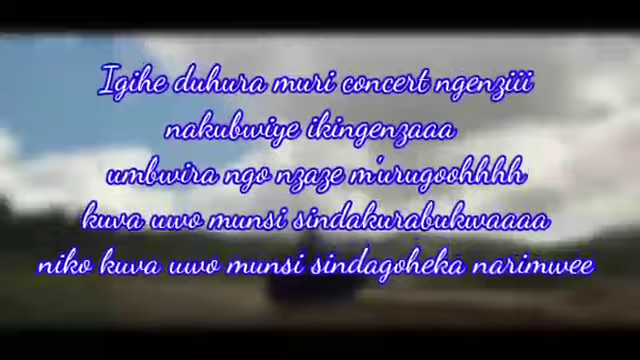 Igihe duhura muri concert ngenziii
nakubwiye ikingenzaaa
umbwira ngo nzaze m'urugoohhhh
kuva uwo munsi sindakurabukwaaaa
niko kuva uwo munsi sindagoheka narimwee